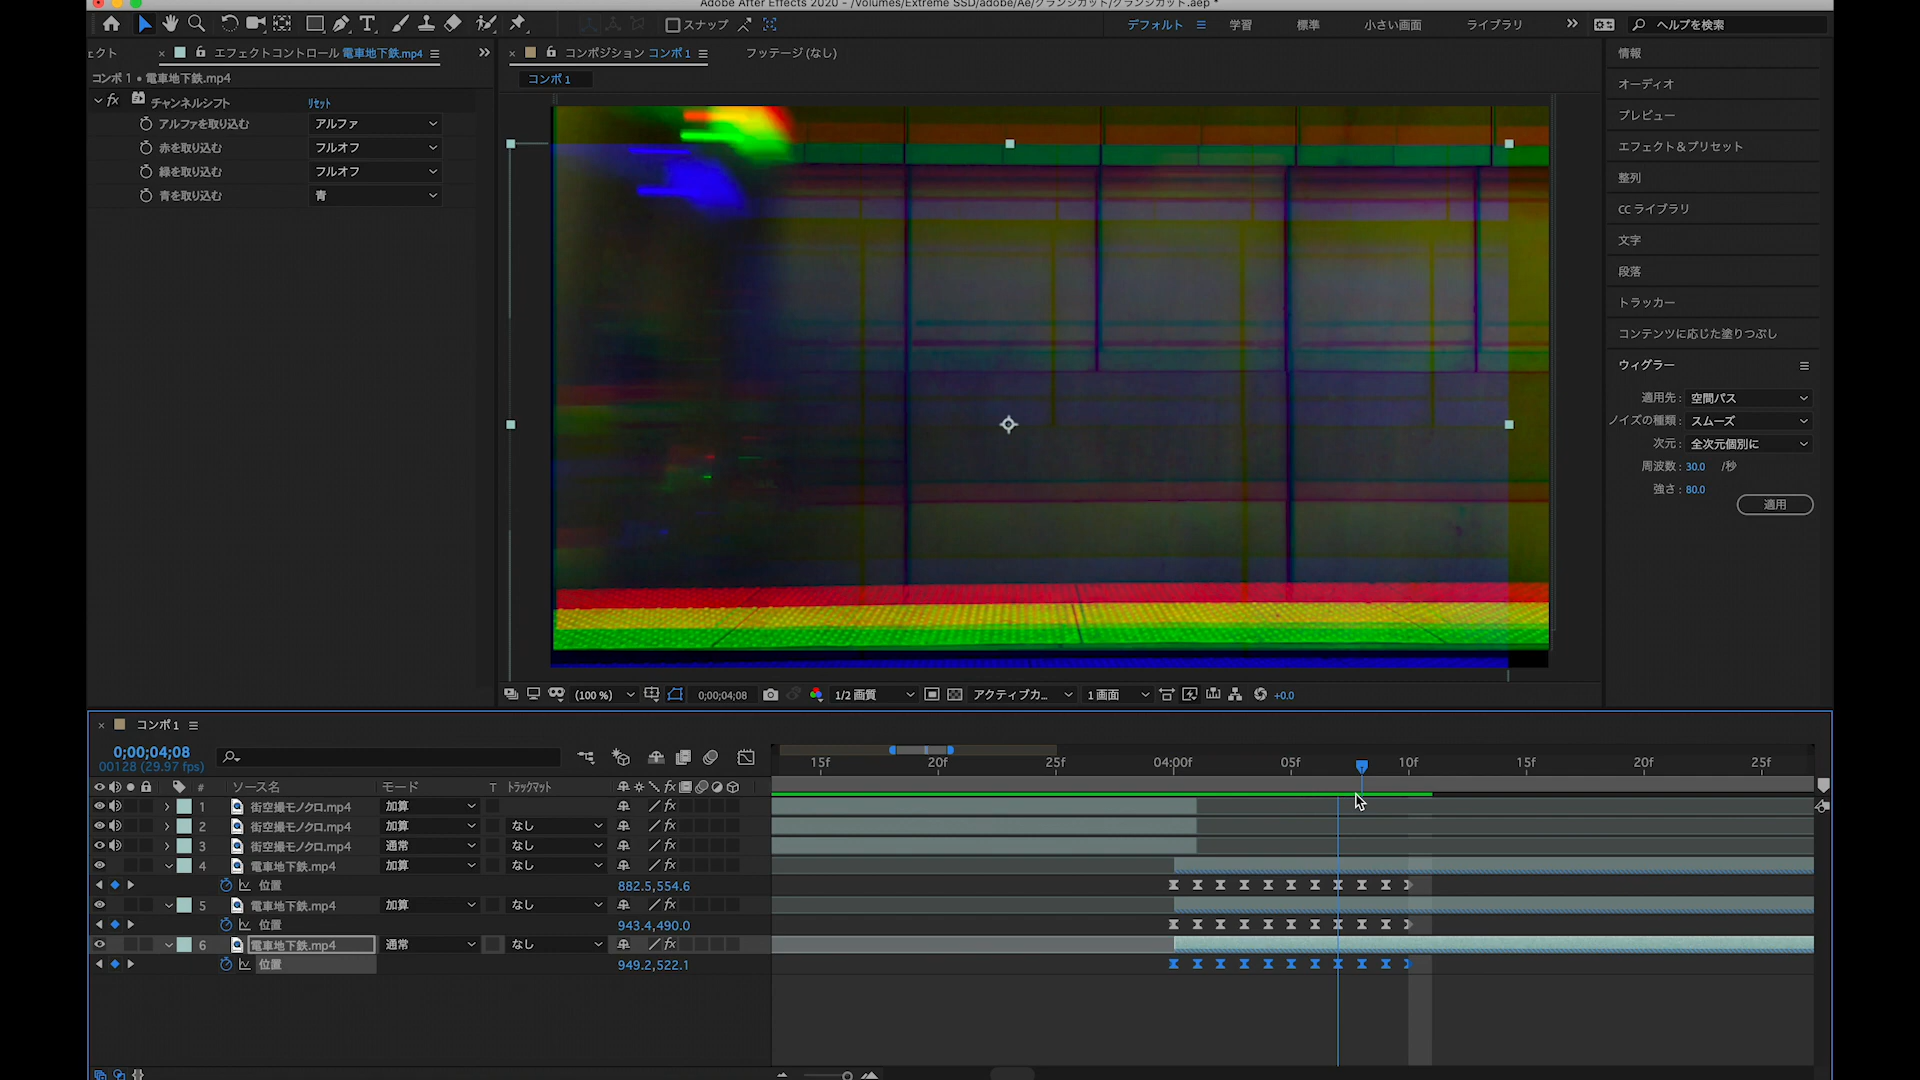 Adobe After Effects 2020 - /Volumes/Extreme SSD/adobe/Ae/グランジカット/グランジカット.aep *
スナップ
デフォルト
学習
標準
小さい画面
ライブラリ
ヘルプを検索
ェクト
エフェクトコントロール 電車地下鉄.mp4
コンポジション コンポ 1
フッテージ (なし)
コンポ 1 • 電車地下鉄.mp4
コンポ 1
fx チャンネルシフト リセット
アルファを取り込む アルファ
赤を取り込む フルオフ
緑を取り込む フルオフ
青を取り込む 青
情報
オーディオ
プレビュー
エフェクト＆プリセット
整列
CC ライブラリ
文字
段落
トラッカー
コンテンツに応じた塗りつぶし
ウィグラー
適用先 : 空間パス
ノイズの種類 : スムーズ
次元 : 全次元個別に
周波数 : 30.0 /秒
強さ : 80.0
適用
(100 %) 0;00;04;08 1/2 画質 アクティブカ... 1 画面 +0.0
コンポ 1
0;00;04;08
00128 (29.97 fps)
15f 20f 25f 04:00f 05f 10f 15f 20f 25f
# ソース名 モード T トラックマット fx
1 街空撮モノクロ.mp4 加算 fx
2 街空撮モノクロ.mp4 加算 なし fx
3 街空撮モノクロ.mp4 通常 なし fx
4 電車地下鉄.mp4 加算 なし fx
位置 882.5,554.6
5 電車地下鉄.mp4 加算 なし fx
位置 943.4,490.0
6 電車地下鉄.mp4 通常 なし fx
位置 949.2,522.1